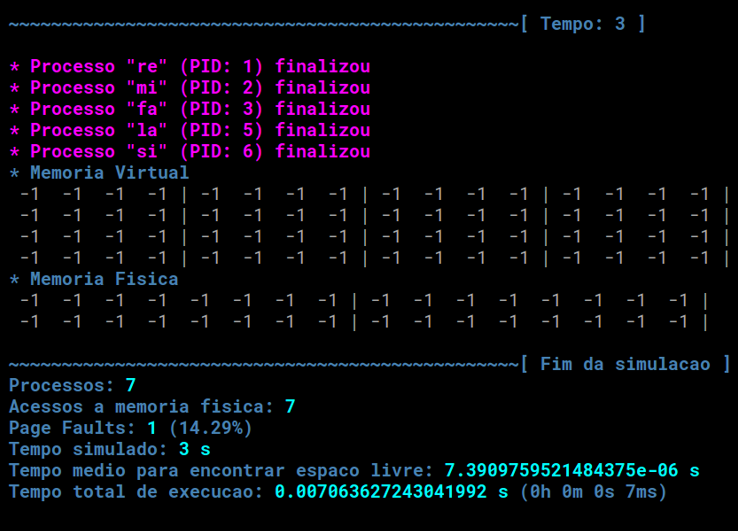 ~~~~~~~~~~~~~~~~~~~~~~~~~~~~~~~~~~~~~~~~~~~~~~~~[ Tempo: 3 ]
* Processo "re" (PID: 1) finalizou
* Processo "mi" (PID: 2) finalizou
* Processo "fa" (PID: 3) finalizou
* Processo "la" (PID: 5) finalizou
* Processo "si" (PID: 6) finalizou
* Memoria Virtual
-1  -1  -1  -1 | -1  -1  -1  -1 | -1  -1  -1  -1 | -1  -1  -1  -1 |
-1  -1  -1  -1 | -1  -1  -1  -1 | -1  -1  -1  -1 | -1  -1  -1  -1 |
-1  -1  -1  -1 | -1  -1  -1  -1 | -1  -1  -1  -1 | -1  -1  -1  -1 |
-1  -1  -1  -1 | -1  -1  -1  -1 | -1  -1  -1  -1 | -1  -1  -1  -1 |
* Memoria Fisica
-1  -1  -1  -1  -1  -1  -1  -1 | -1  -1  -1  -1  -1  -1  -1  -1 |
-1  -1  -1  -1  -1  -1  -1  -1 | -1  -1  -1  -1  -1  -1  -1  -1 |
~~~~~~~~~~~~~~~~~~~~~~~~~~~~~~~~~~~~~~~~~~~~~~~~[ Fim da simulacao ]
Processos: 7
Acessos a memoria fisica: 7
Page Faults: 1 (14.29%)
Tempo simulado: 3 s
Tempo medio para encontrar espaco livre: 7.3909759521484375e-06 s
Tempo total de execucao: 0.007063627243041992 s (0h 0m 0s 7ms)